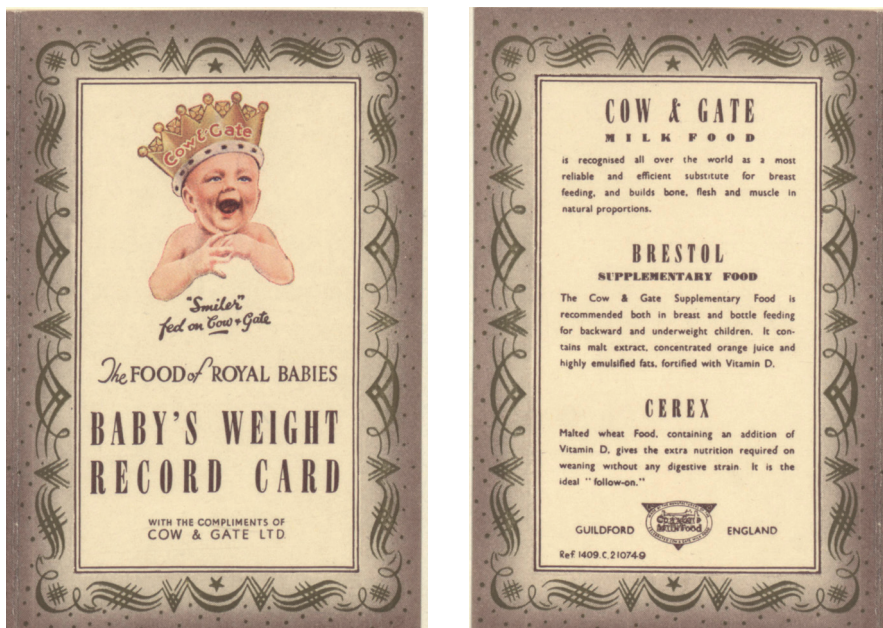 Cow & Gate
"Smiler"
fed on Cow & Gate
The FOOD of ROYAL BABIES
BABY'S WEIGHT
RECORD CARD
WITH THE COMPLIMENTS OF
COW & GATE LTD
COW & GATE
MILK FOOD
is recognised all over the world as a most
reliable and efficient substitute for breast
feeding, and builds bone, flesh and muscle in
natural proportions.
BRESTOL
SUPPLEMENTARY FOOD
The Cow & Gate Supplementary Food is
recommended both in breast and bottle feeding
for backward and underweight children. It con-
tains malt extract, concentrated orange juice and
highly emulsified fats, fortified with Vitamin D.
CEREX
Malted wheat Food, containing an addition of
Vitamin D, gives the extra nutrition required on
weaning without any digestive strain. It is the
ideal "follow-on."
Cow & Gate
Milk Food
GUILDFORD ENGLAND
Ref 1409.C.21074-9